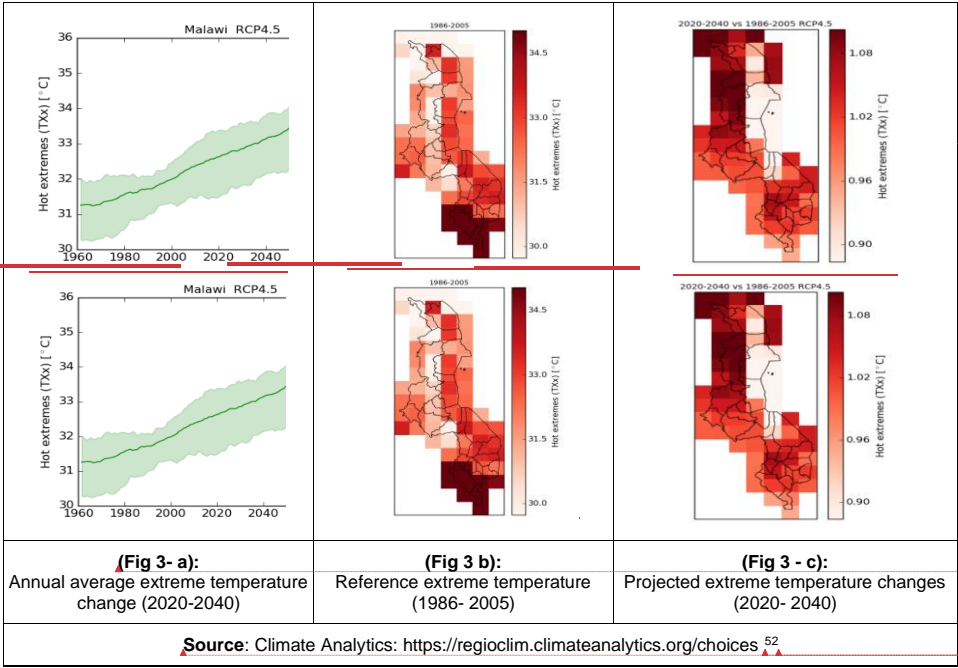 Malawi RCP4.5
36
35
34
33
32
31
30
Hot extremes (TXx) [°C]
1960 1980 2000 2020 2040
1986-2005
34.5
33.0
31.5
30.0
Hot extremes (TXx) [°C]
2020-2040 vs 1986-2005 RCP4.5
1.08
1.02
0.96
0.90
Hot extremes (TXx) [°C]
Malawi RCP4.5
36
35
34
33
32
31
30
Hot extremes (TXx) [°C]
1960 1980 2000 2020 2040
1986-2005
34.5
33.0
31.5
30.0
Hot extremes (TXx) [°C]
2020-2040 vs 1986-2005 RCP4.5
1.08
1.02
0.96
0.90
Hot extremes (TXx) [°C]
(Fig 3- a):
Annual average extreme temperature
change (2020-2040)
(Fig 3 b):
Reference extreme temperature
(1986- 2005)
(Fig 3 - c):
Projected extreme temperature changes
(2020- 2040)
Source: Climate Analytics: https://regioclim.climateanalytics.org/choices 52